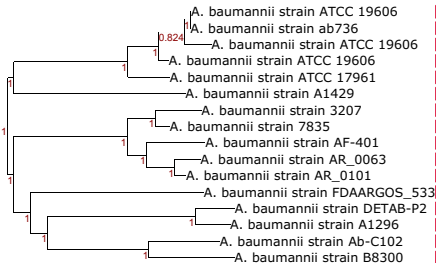 A. baumannii strain ATCC 19606
A. baumannii strain ab736
0.824
A. baumannii strain ATCC 19606
1
A. baumannii strain ATCC 19606
1
A. baumannii strain ATCC 17961
1
A. baumannii strain A1429
1
A. baumannii strain 3207
1
A. baumannii strain 7835
1
A. baumannii strain AF-401
1
A. baumannii strain AR_0063
1
A. baumannii strain AR_0101
1
A. baumannii strain FDAARGOS_533
1
A. baumannii strain DETAB-P2
1
A. baumannii strain A1296
1
A. baumannii strain Ab-C102
1
A. baumannii strain B8300